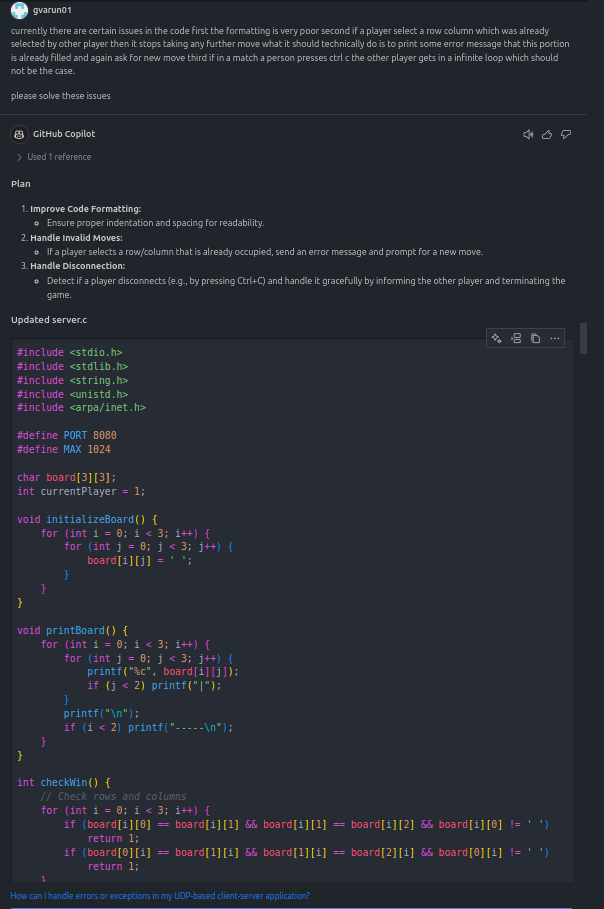 gvarun01
currently there are certain issues in the code first the formatting is very poor second if a player select a row column which was already
selected by other player then it stops taking any further move what it should technically do is to print some error message that this portion
is already filled and again ask for new move third if in a match a person presses ctrl c the other player gets in a infinite loop which should
not be the case.
please solve these issues
GitHub Copilot
Used 1 reference
Plan
1. Improve Code Formatting:
Ensure proper indentation and spacing for readability.
2. Handle Invalid Moves:
If a player selects a row/column that is already occupied, send an error message and prompt for a new move.
3. Handle Disconnection:
Detect if a player disconnects (e.g., by pressing Ctrl+C) and handle it gracefully by informing the other player and terminating the
game.
Updated server.c
#include <stdio.h>
#include <stdlib.h>
#include <string.h>
#include <unistd.h>
#include <arpa/inet.h>
#define PORT 8080
#define MAX 1024
char board[3][3];
int currentPlayer = 1;
void initializeBoard() {
    for (int i = 0; i < 3; i++) {
        for (int j = 0; j < 3; j++) {
            board[i][j] = ' ';
        }
    }
}
void printBoard() {
    for (int i = 0; i < 3; i++) {
        for (int j = 0; j < 3; j++) {
            printf("%c", board[i][j]);
            if (j < 2) printf("|");
        }
        printf("\n");
        if (i < 2) printf("-----\n");
    }
}
int checkWin() {
    // Check rows and columns
    for (int i = 0; i < 3; i++) {
        if (board[i][0] == board[i][1] && board[i][1] == board[i][2] && board[i][0] != ' ')
            return 1;
        if (board[0][i] == board[1][i] && board[1][i] == board[2][i] && board[0][i] != ' ')
            return 1;
    }
How can I handle errors or exceptions in my UDP-based client-server application?